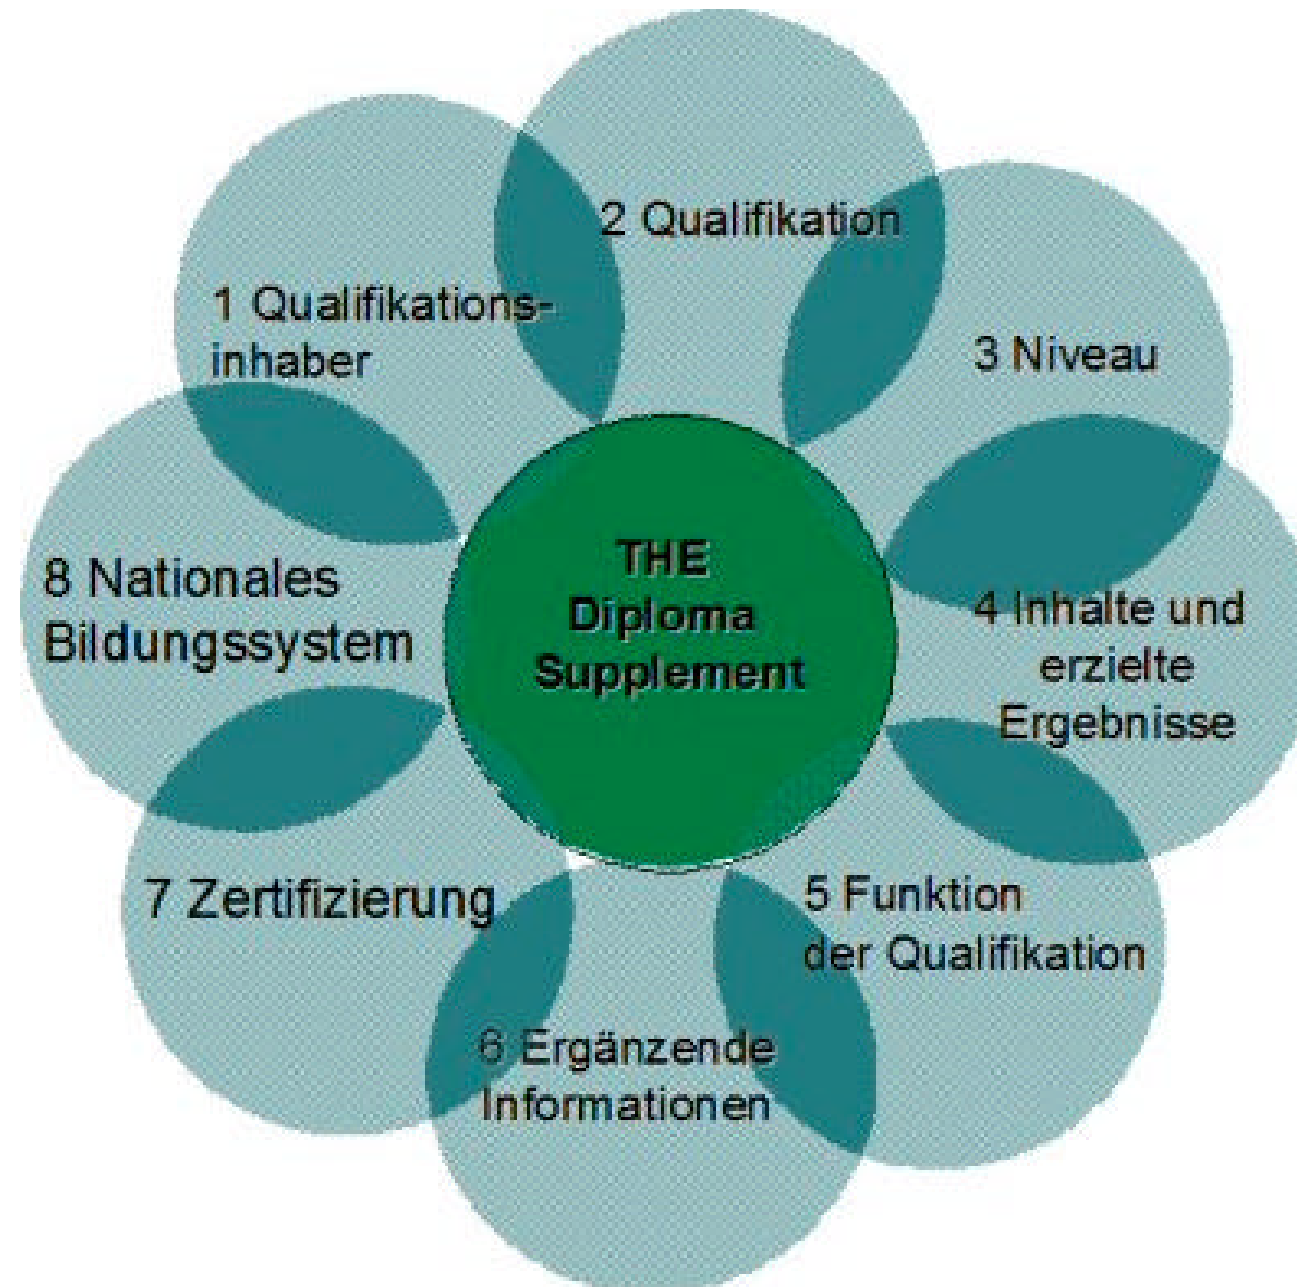 THE
Diploma
Supplement
1 Qualifikations-
inhaber
2 Qualifikation
3 Niveau
4 Inhalte und
erzielte
Ergebnisse
5 Funktion
der Qualifikation
6 Ergänzende
Informationen
7 Zertifizierung
8 Nationales
Bildungssystem